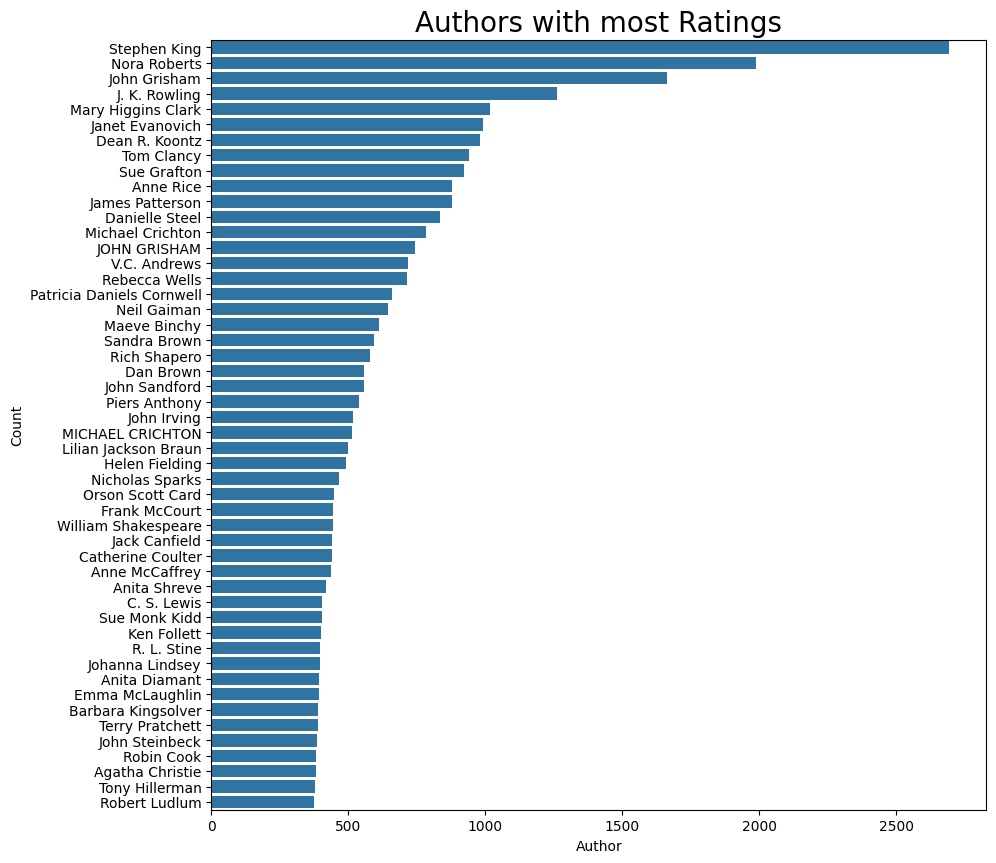 Authors with most Ratings
Stephen King
Nora Roberts
John Grisham
J. K. Rowling
Mary Higgins Clark
Janet Evanovich
Dean R. Koontz
Tom Clancy
Sue Grafton
Anne Rice
James Patterson
Danielle Steel
Michael Crichton
JOHN GRISHAM
V.C. Andrews
Rebecca Wells
Patricia Daniels Cornwell
Neil Gaiman
Maeve Binchy
Sandra Brown
Rich Shapero
Dan Brown
John Sandford
Piers Anthony
John Irving
MICHAEL CRICHTON
Lilian Jackson Braun
Helen Fielding
Nicholas Sparks
Orson Scott Card
Frank McCourt
William Shakespeare
Jack Canfield
Catherine Coulter
Anne McCaffrey
Anita Shreve
C. S. Lewis
Sue Monk Kidd
Ken Follett
R. L. Stine
Johanna Lindsey
Anita Diamant
Emma McLaughlin
Barbara Kingsolver
Terry Pratchett
John Steinbeck
Robin Cook
Agatha Christie
Tony Hillerman
Robert Ludlum
Count
0 500 1000 1500 2000 2500
Author